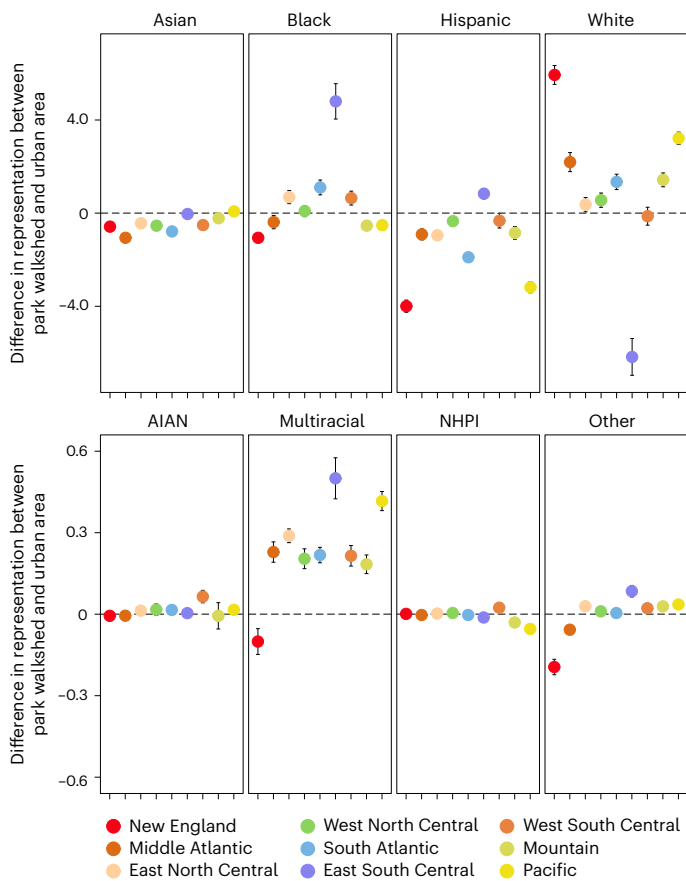 Asian Black Hispanic White
Difference in representation between
park walkshed and urban area
4.0
0
–4.0
AIAN Multiracial NHPI Other
Difference in representation between
park walkshed and urban area
0.6
0.3
0
–0.3
–0.6
New England West North Central West South Central
Middle Atlantic South Atlantic Mountain
East North Central East South Central Pacific